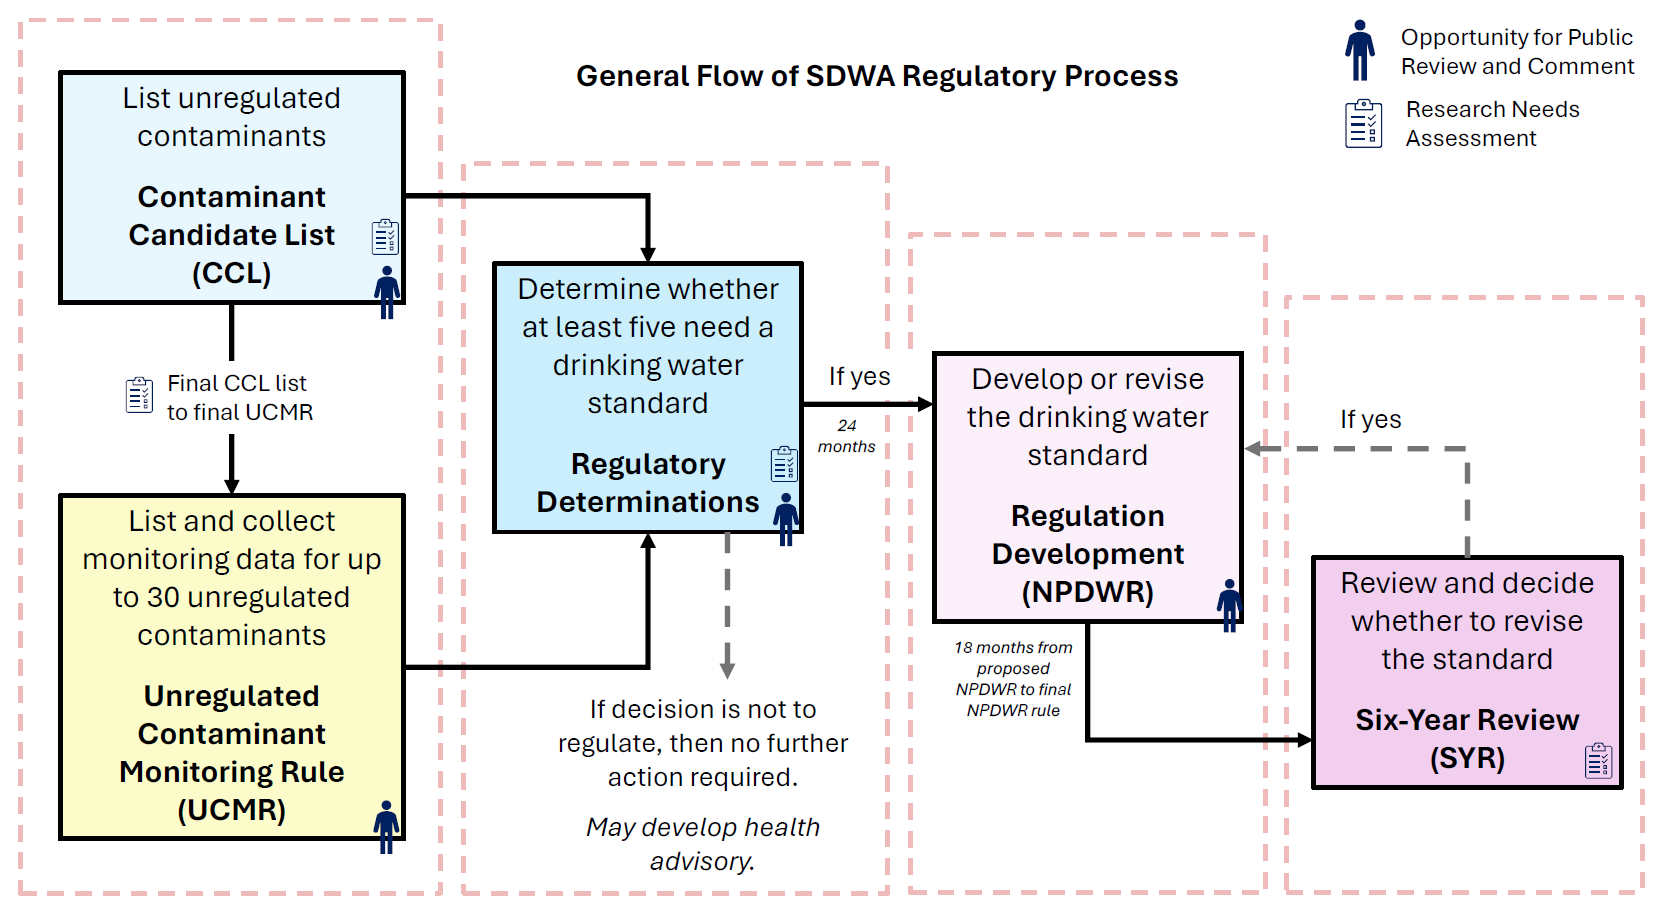 General Flow of SDWA Regulatory Process
Opportunity for Public
Review and Comment
Research Needs
Assessment
List unregulated
contaminants
Contaminant
Candidate List
(CCL)
Final CCL list
to final UCMR
List and collect
monitoring data for up
to 30 unregulated
contaminants
Unregulated
Contaminant
Monitoring Rule
(UCMR)
Determine whether
at least five need a
drinking water
standard
Regulatory
Determinations
If decision is not to
regulate, then no further
action required.
May develop health
advisory.
If yes
24
months
Develop or revise
the drinking water
standard
Regulation
Development
(NPDWR)
18 months from
proposed
NPDWR to final
NPDWR rule
If yes
Review and decide
whether to revise
the standard
Six-Year Review
(SYR)